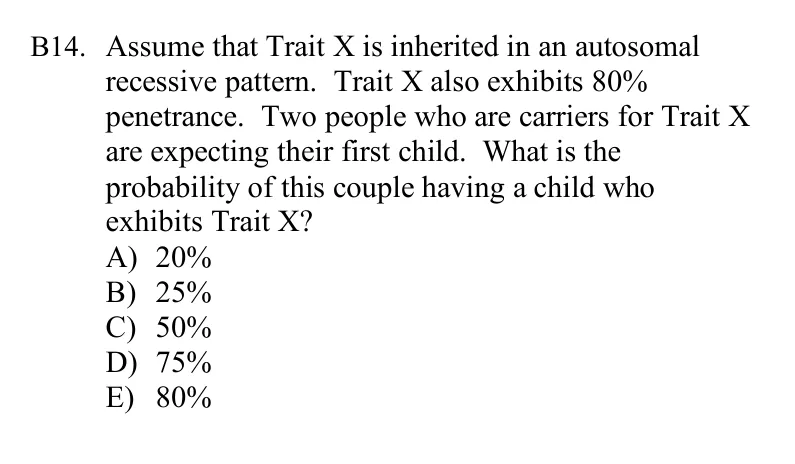 B14. Assume that Trait X is inherited in an autosomal
recessive pattern. Trait X also exhibits 80%
penetrance. Two people who are carriers for Trait X
are expecting their first child. What is the
probability of this couple having a child who
exhibits Trait X?
A) 20%
B) 25%
C) 50%
D) 75%
E) 80%